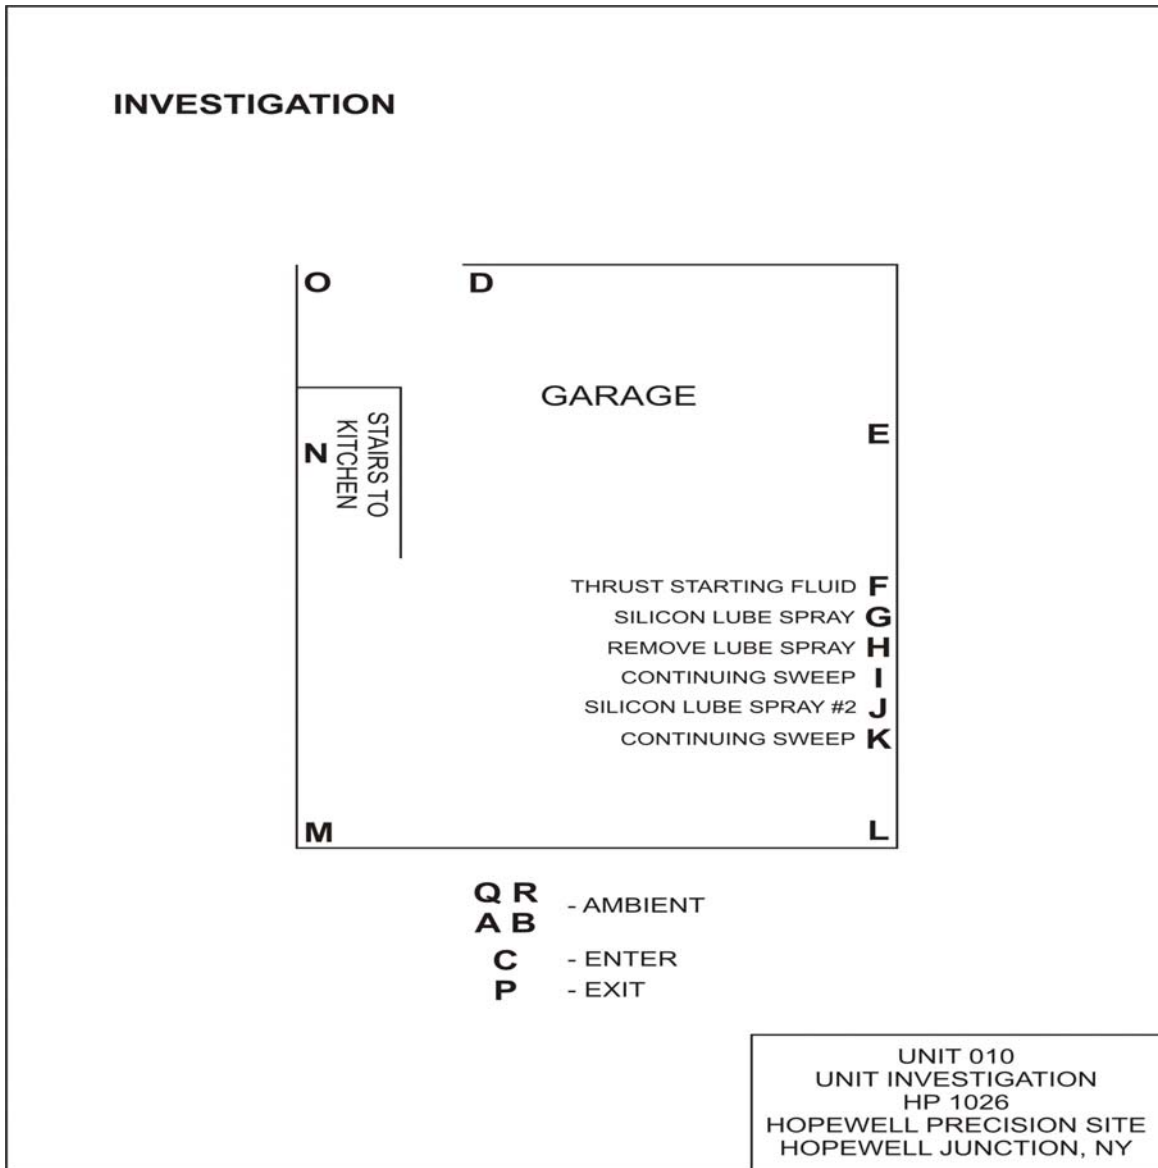 INVESTIGATION
O
D
GARAGE
STAIRS TO
KITCHEN
N
E
THRUST STARTING FLUID F
SILICON LUBE SPRAY G
REMOVE LUBE SPRAY H
CONTINUING SWEEP I
SILICON LUBE SPRAY #2 J
CONTINUING SWEEP K
M
L
Q R
A B - AMBIENT
C - ENTER
P - EXIT
UNIT 010
UNIT INVESTIGATION
HP 1026
HOPEWELL PRECISION SITE
HOPEWELL JUNCTION, NY